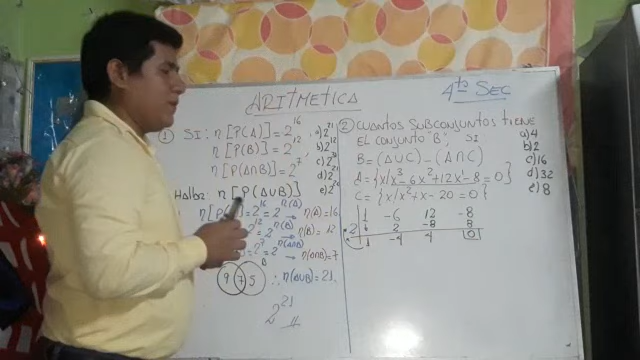 ARITMETICA
4to SEC
① SI: n[P(A)] = 2^16 a) 2^21
n[P(B)] = 2^12
n[P(A∩B)] = 2^7
Halla: n[P(A∪B)]
= 2^16 = 2^n(A) → n(A) = 16
= 2^n(B) → n(B) = 12
= 2^n(A∩B) → n(A∩B) = 7
9 7 5 ∴ n(A∪B) = 21
2^21
② CUANTOS SUBCONJUNTOS TIENE a) 4
EL CONJUNTO "B"; SI b) 2
B = (A∪C) - (A∩C) c) 16
A = {x/x³-6x²+12x-8=0} d) 32
C = {x/x²+x-20=0} e) 8
1 -6 12 -8
2 2 -8 8
1 -4 4 0